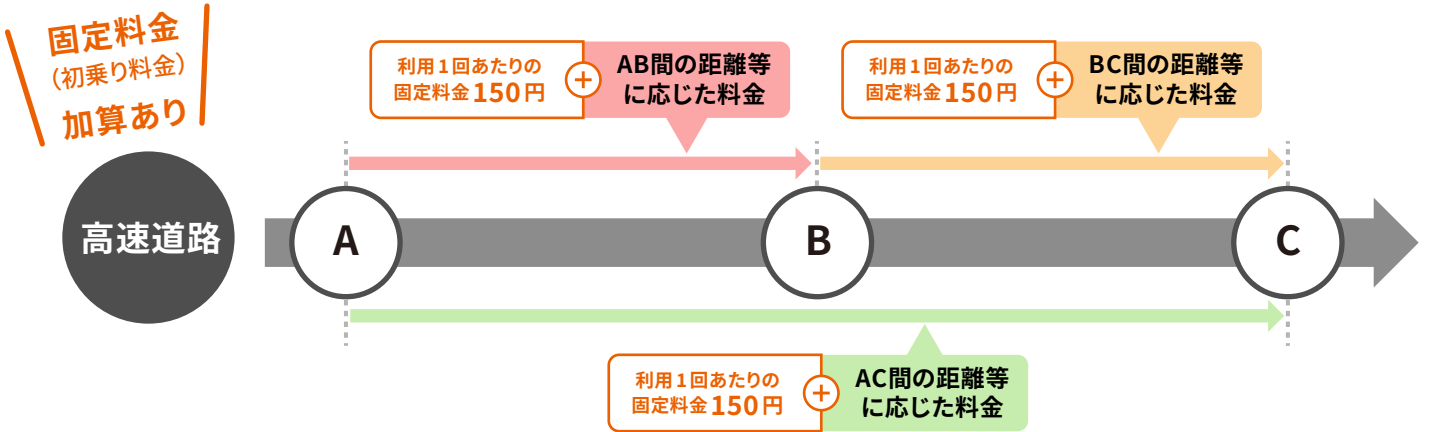 固定料金
（初乗り料金）
加算あり
利用1回あたりの
固定料金150円
+
AB間の距離等
に応じた料金
利用1回あたりの
固定料金150円
+
BC間の距離等
に応じた料金
高速道路
A
B
C
利用1回あたりの
固定料金150円
+
AC間の距離等
に応じた料金